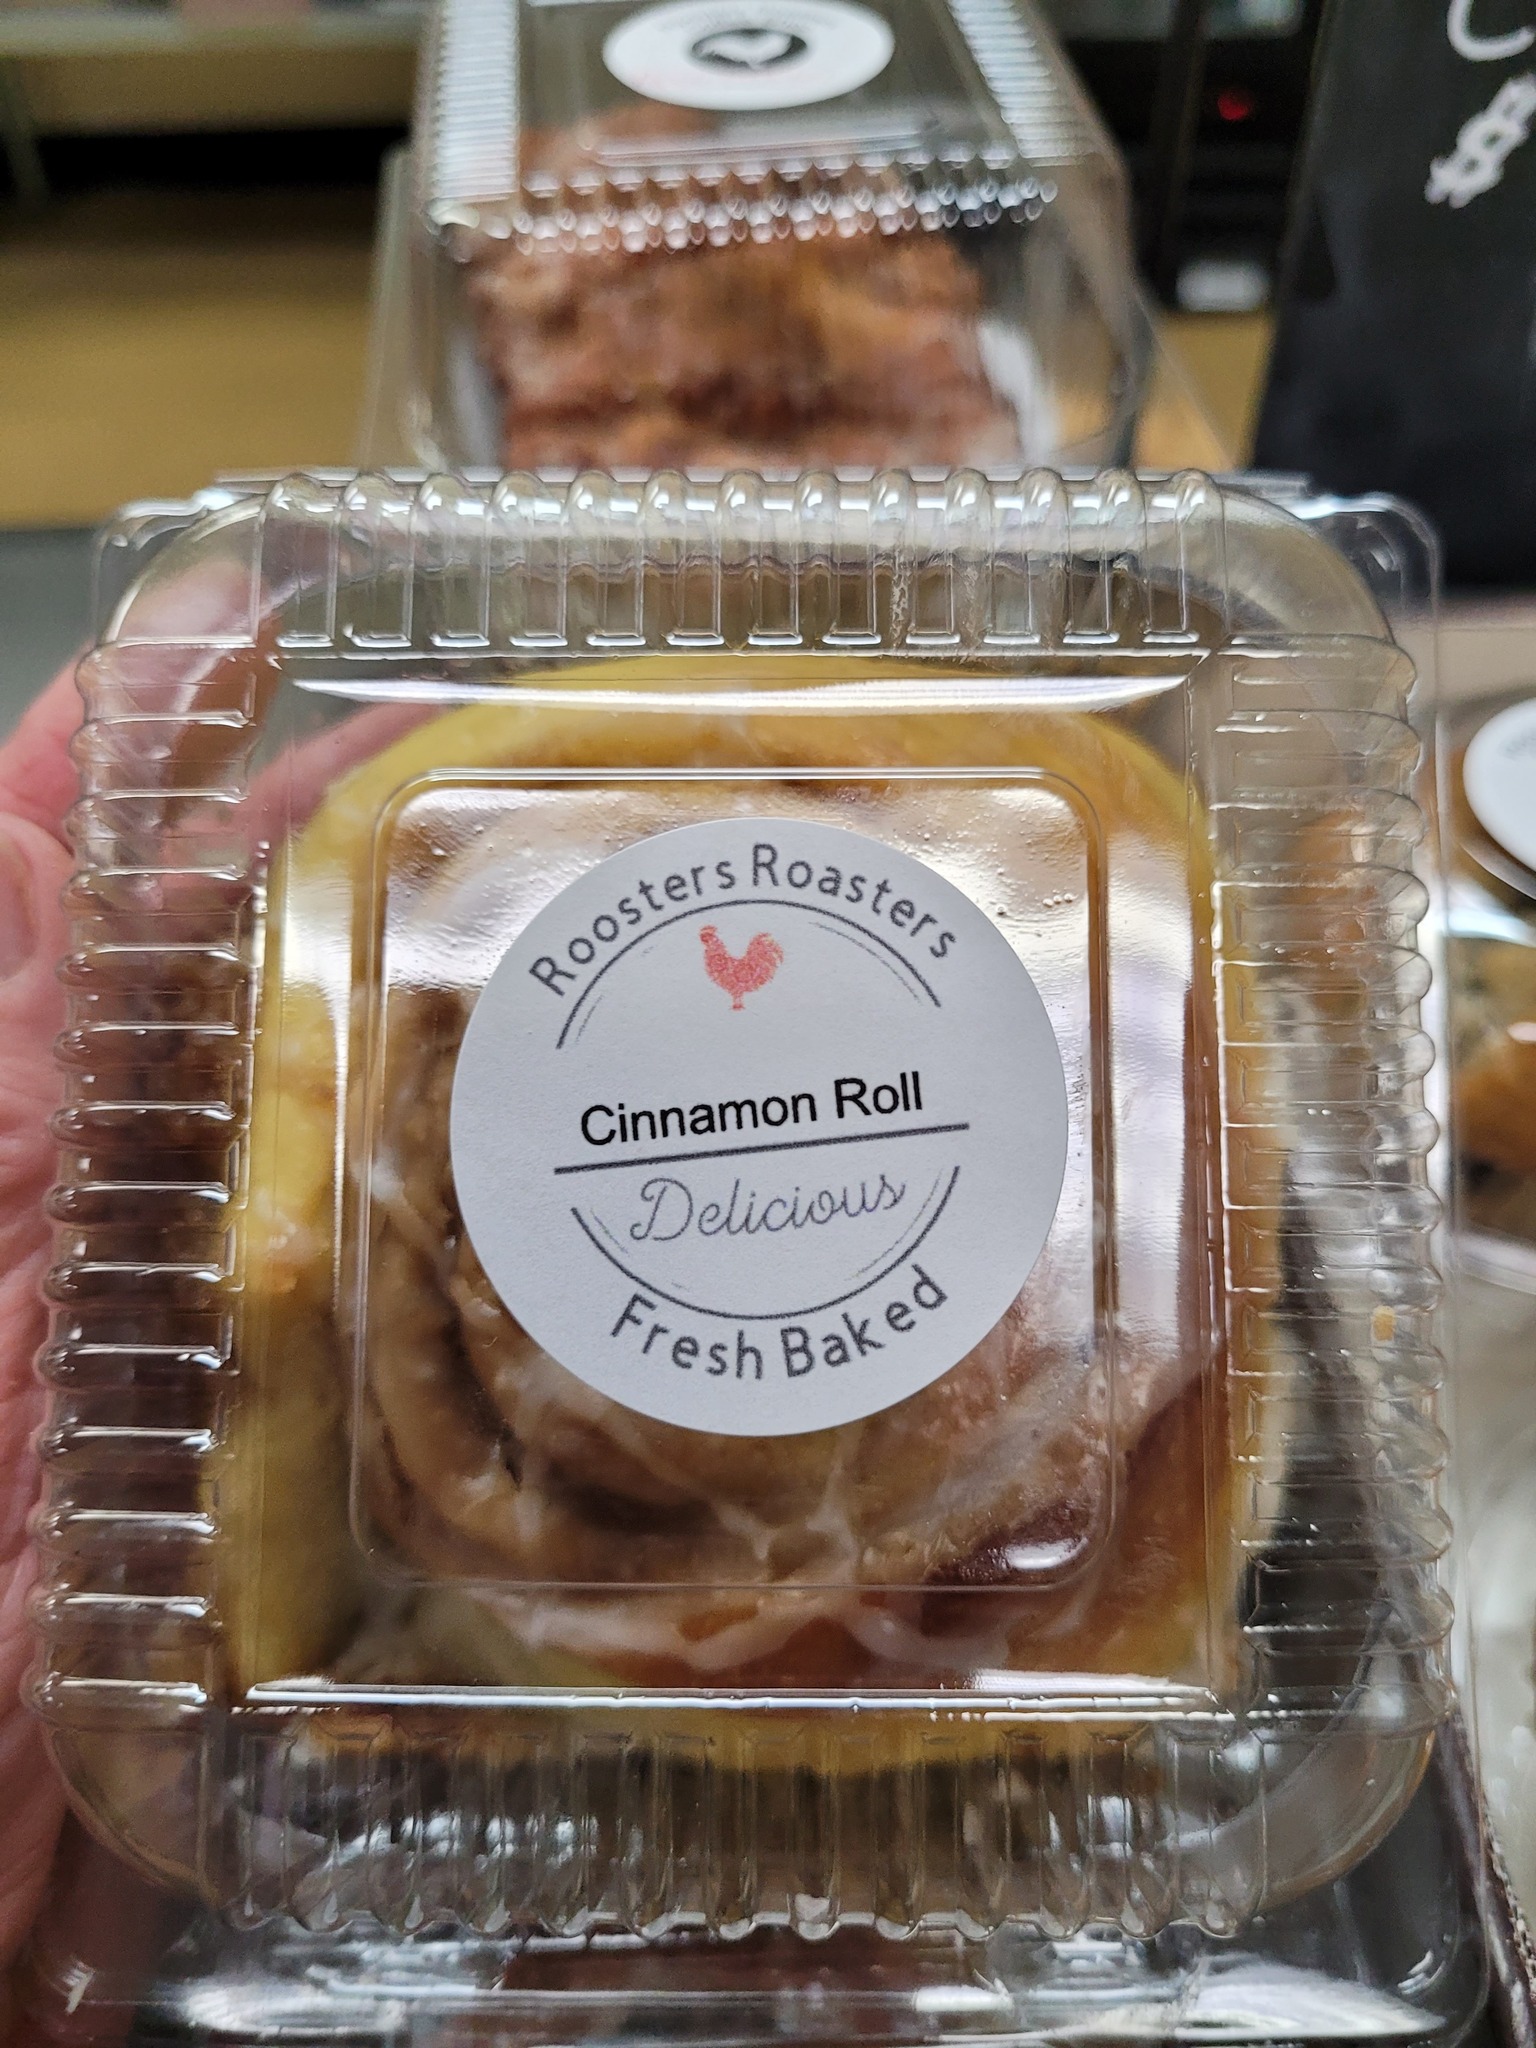 Roosters Roasters
Cinnamon Roll
Delicious
Fresh Baked
$